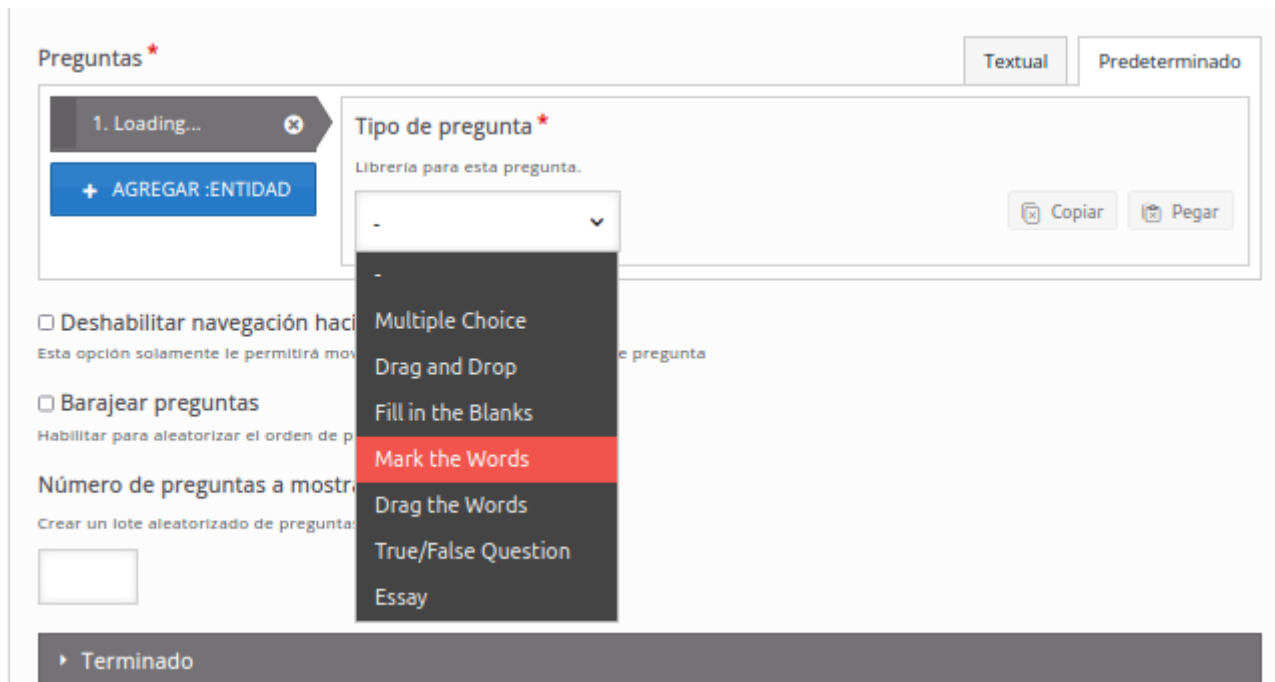 Preguntas *
Textual
Predeterminado
1. Loading...
+ AGREGAR :ENTIDAD
Tipo de pregunta *
Librería para esta pregunta.
-
Copiar
Pegar
-
Multiple Choice
Drag and Drop
Fill in the Blanks
Mark the Words
Drag the Words
True/False Question
Essay
Deshabilitar navegación haci
Esta opción solamente le permitirá mov
e pregunta
Barajear preguntas
Habilitar para aleatorizar el orden de p
Número de preguntas a mostra
Crear un lote aleatorizado de pregunta
Terminado